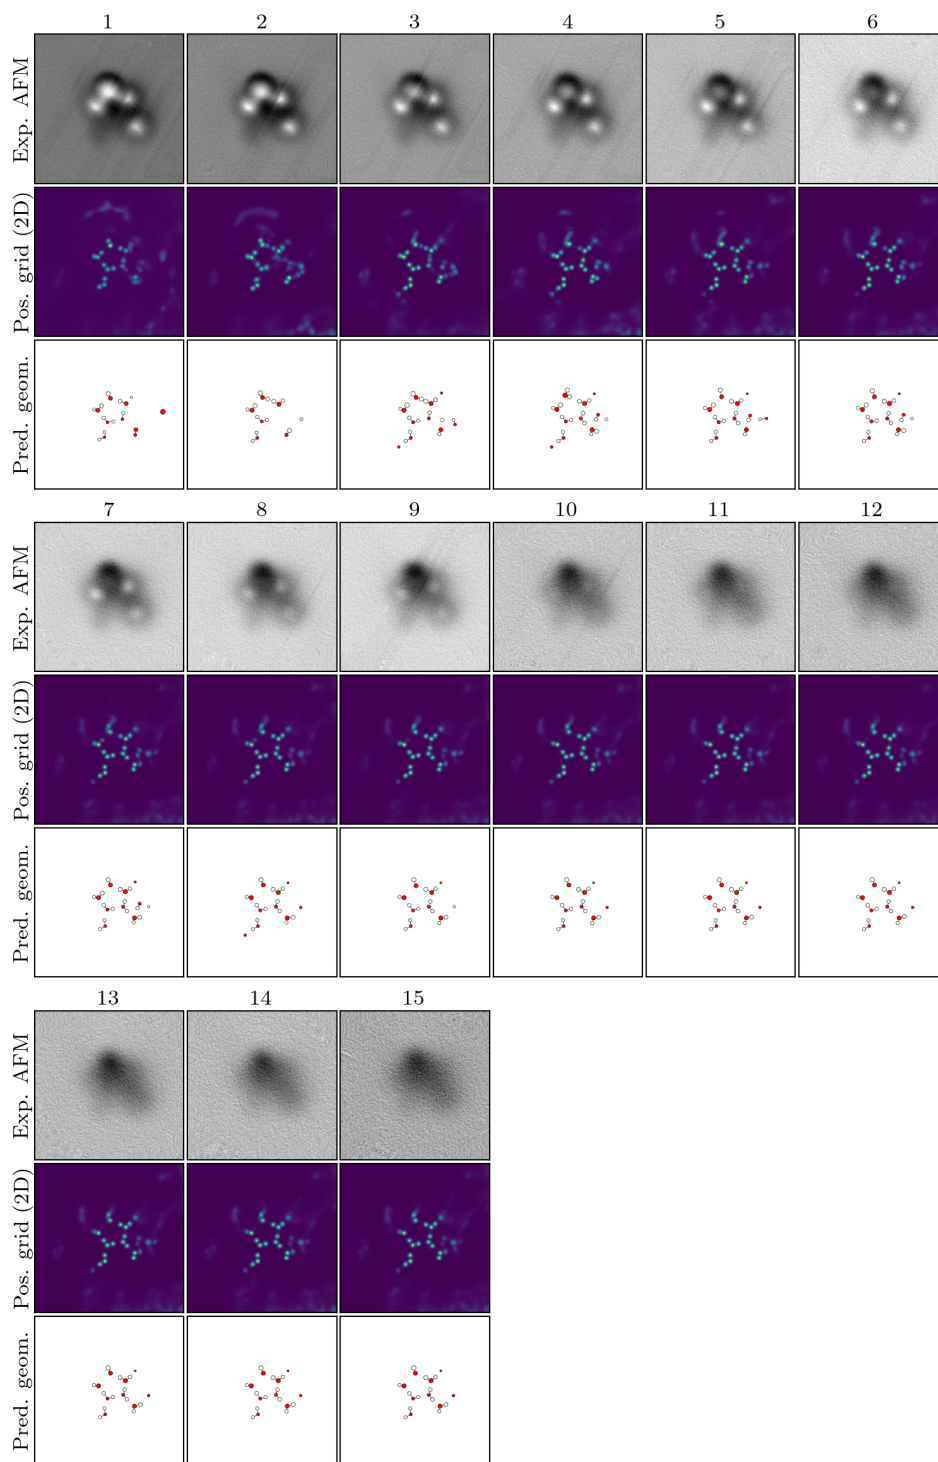 1 2 3 4 5 6
Exp. AFM
Pos. grid (2D)
Pred. geom.
7 8 9 10 11 12
Exp. AFM
Pos. grid (2D)
Pred. geom.
13 14 15
Exp. AFM
Pos. grid (2D)
Pred. geom.